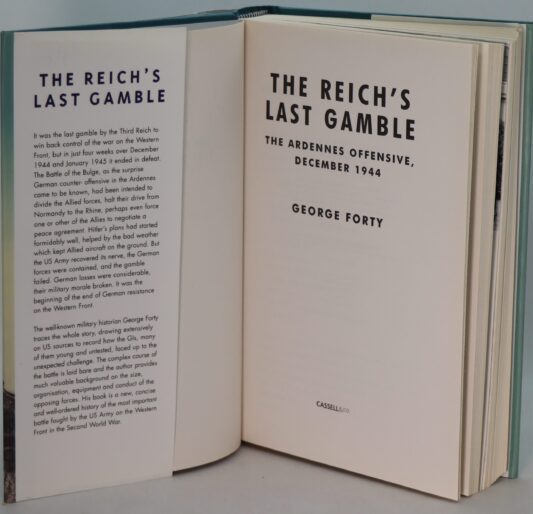 THE REICH'S
LAST GAMBLE
It was the last gamble by the Third Reich to
win back control of the war on the Western
Front, but in just four weeks over December
1944 and January 1945 it ended in defeat.
The Battle of the Bulge, as the surprise
German counter- offensive in the Ardennes
came to be known, had been intended to
divide the Allied forces, halt their drive from
Normandy to the Rhine, perhaps even force
one or other of the Allies to negotiate a
peace agreement. Hitler's plans had started
formidably well, helped by the bad weather
which kept Allied aircraft on the ground. But
the US Army recovered its nerve, the German
forces were contained, and the gamble
failed. German losses were considerable,
their military morale broken. It was the
beginning of the end of German resistance
on the Western Front.
The well-known military historian George Forty
traces the whole story, drawing extensively
on US sources to record how the GIs, many
of them young and untested, faced up to the
unexpected challenge. The complex course of
the battle is laid bare and the author provides
much valuable background on the size,
organisation, equipment and conduct of the
opposing forces. His book is a new, concise
and well-ordered history of the most important
battle fought by the US Army on the Western
Front in the Second World War.
THE REICH'S
LAST GAMBLE
THE ARDENNES OFFENSIVE,
DECEMBER 1944
GEORGE FORTY
CASSELL&CO